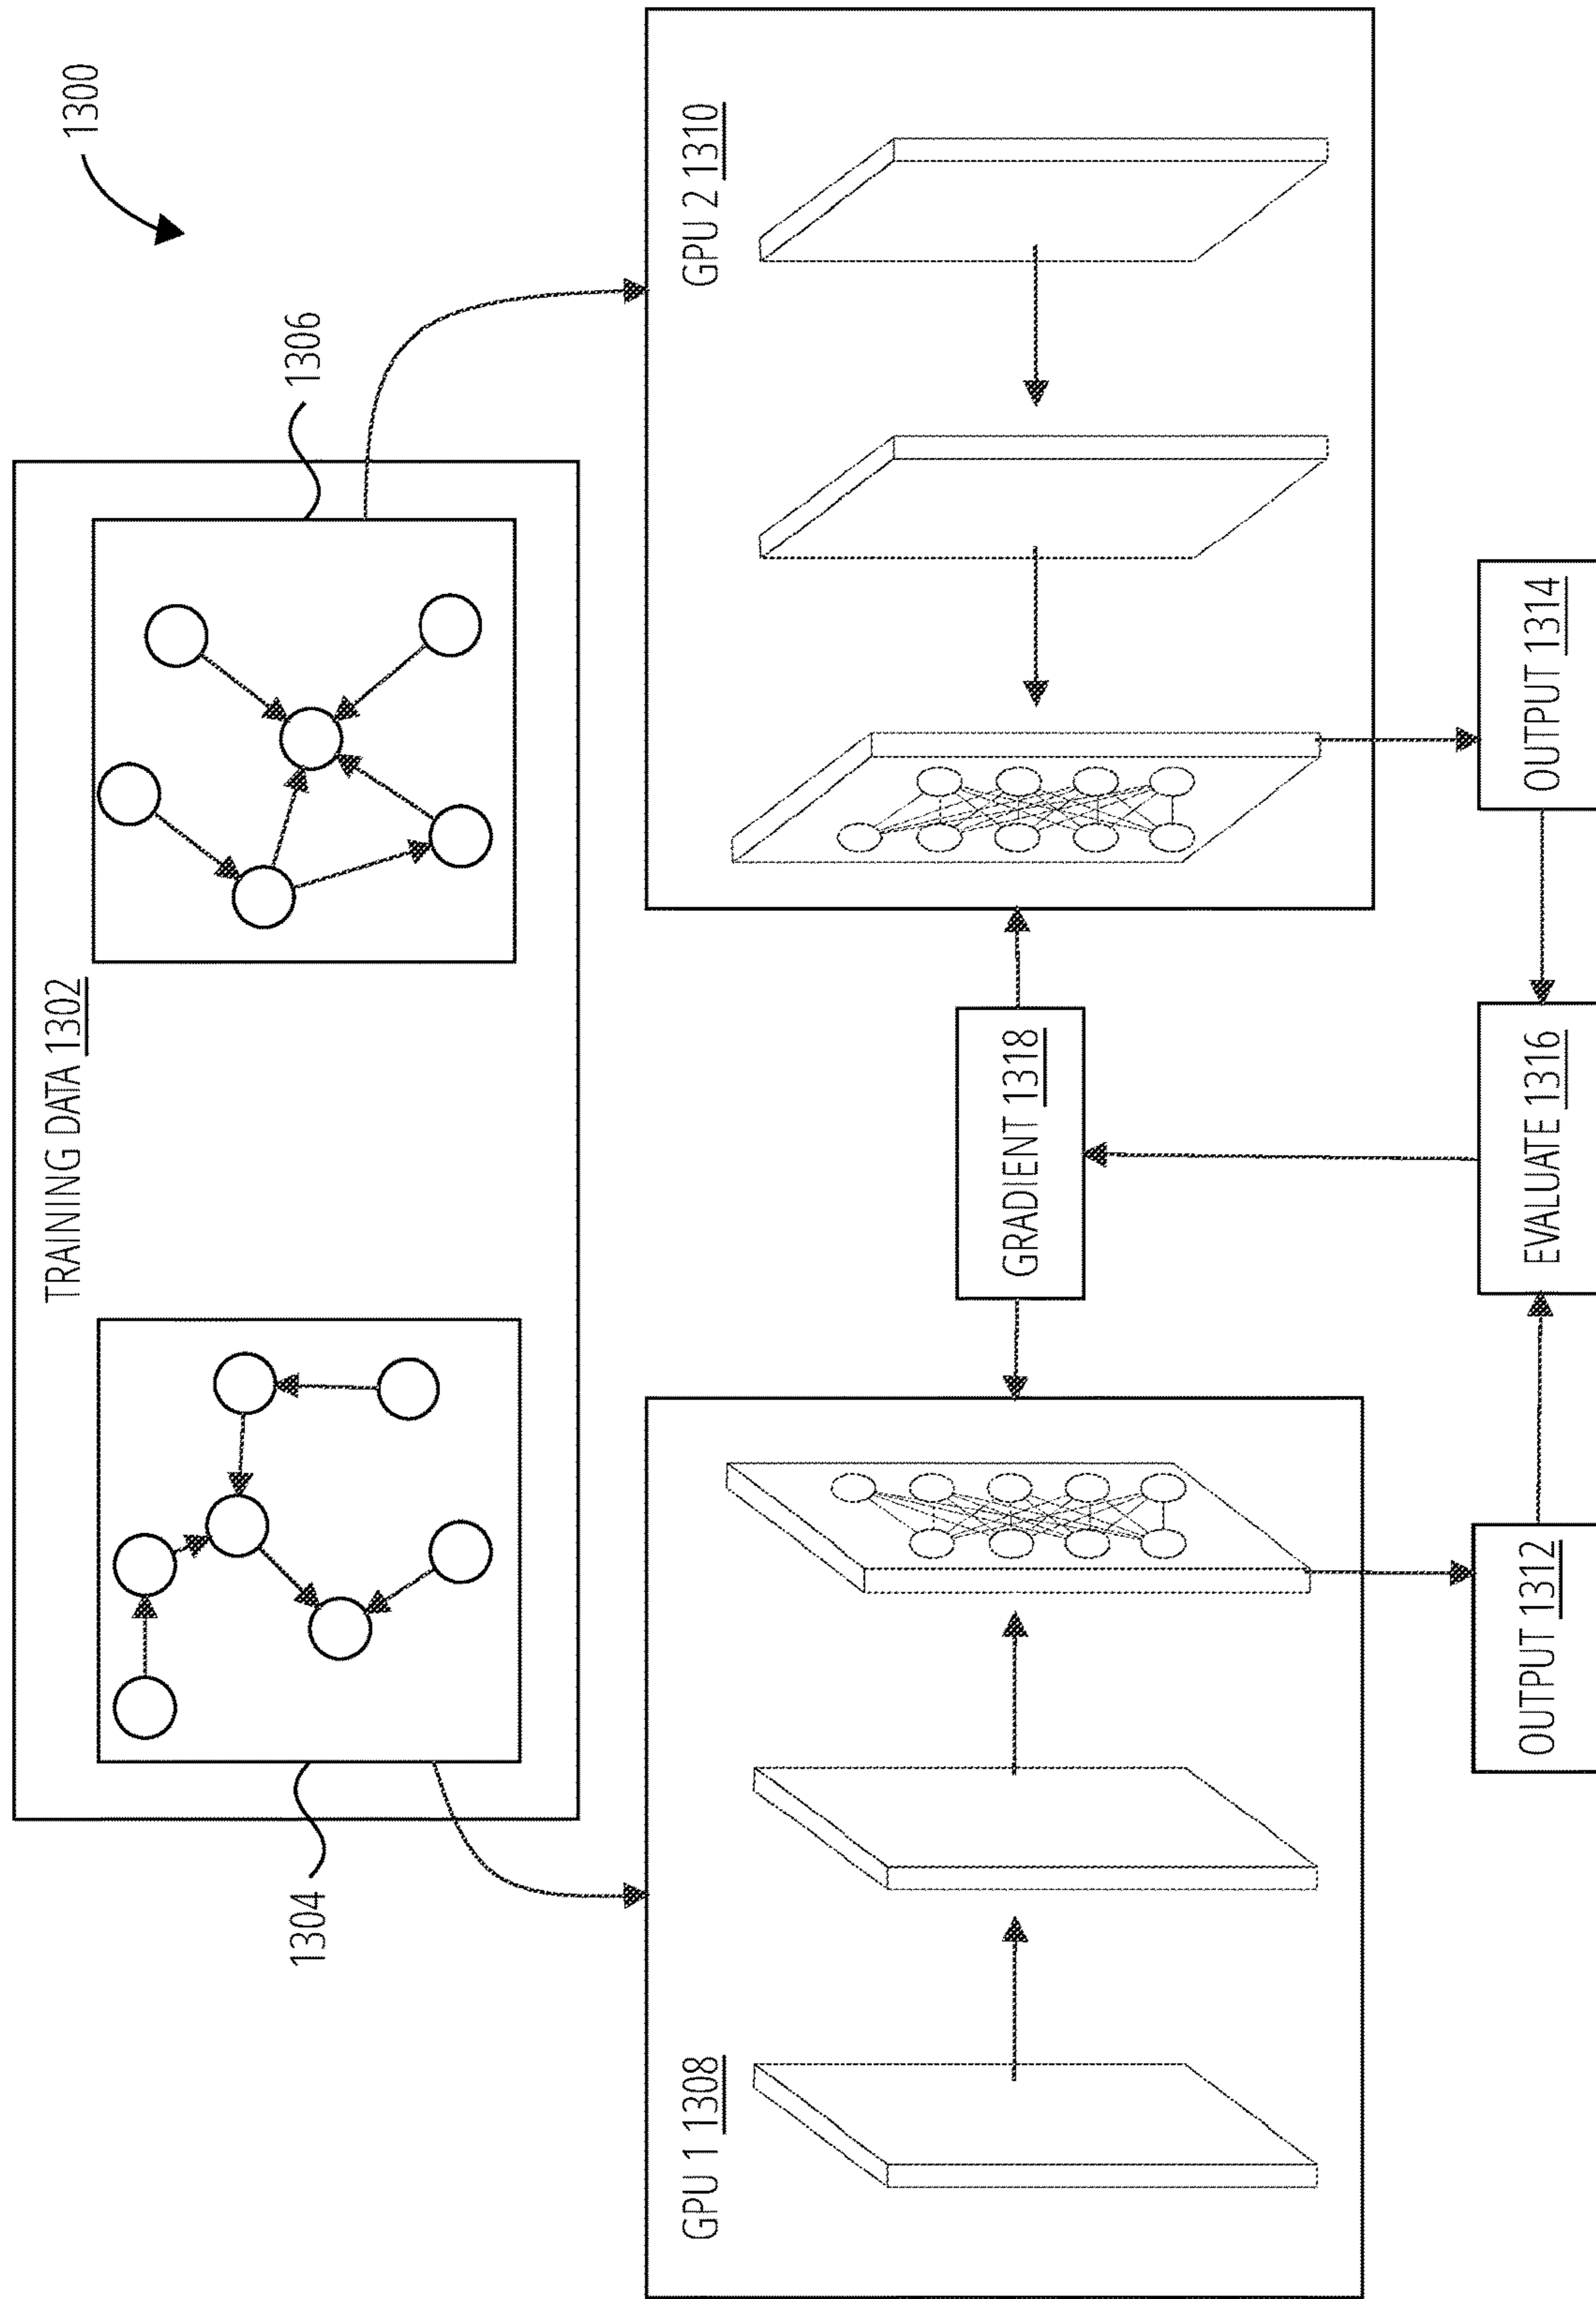 1300
TRAINING DATA 1302
1304
1306
GPU 1 1308
GPU 2 1310
GRADIENT 1318
OUTPUT 1312
EVALUATE 1316
OUTPUT 1314